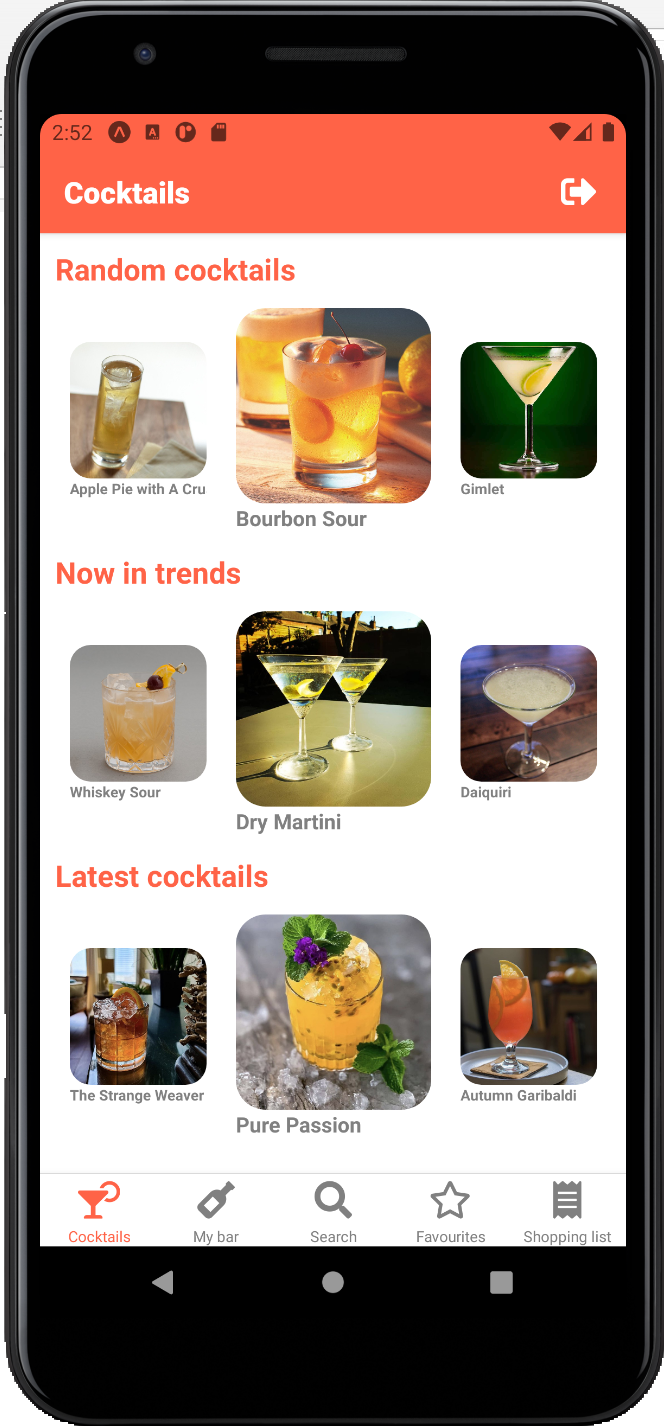 2:52
Cocktails
Random cocktails
Apple Pie with A Cru
Bourbon Sour
Gimlet
Now in trends
Whiskey Sour
Dry Martini
Daiquiri
Latest cocktails
The Strange Weaver
Pure Passion
Autumn Garibaldi
Cocktails
My bar
Search
Favourites
Shopping list